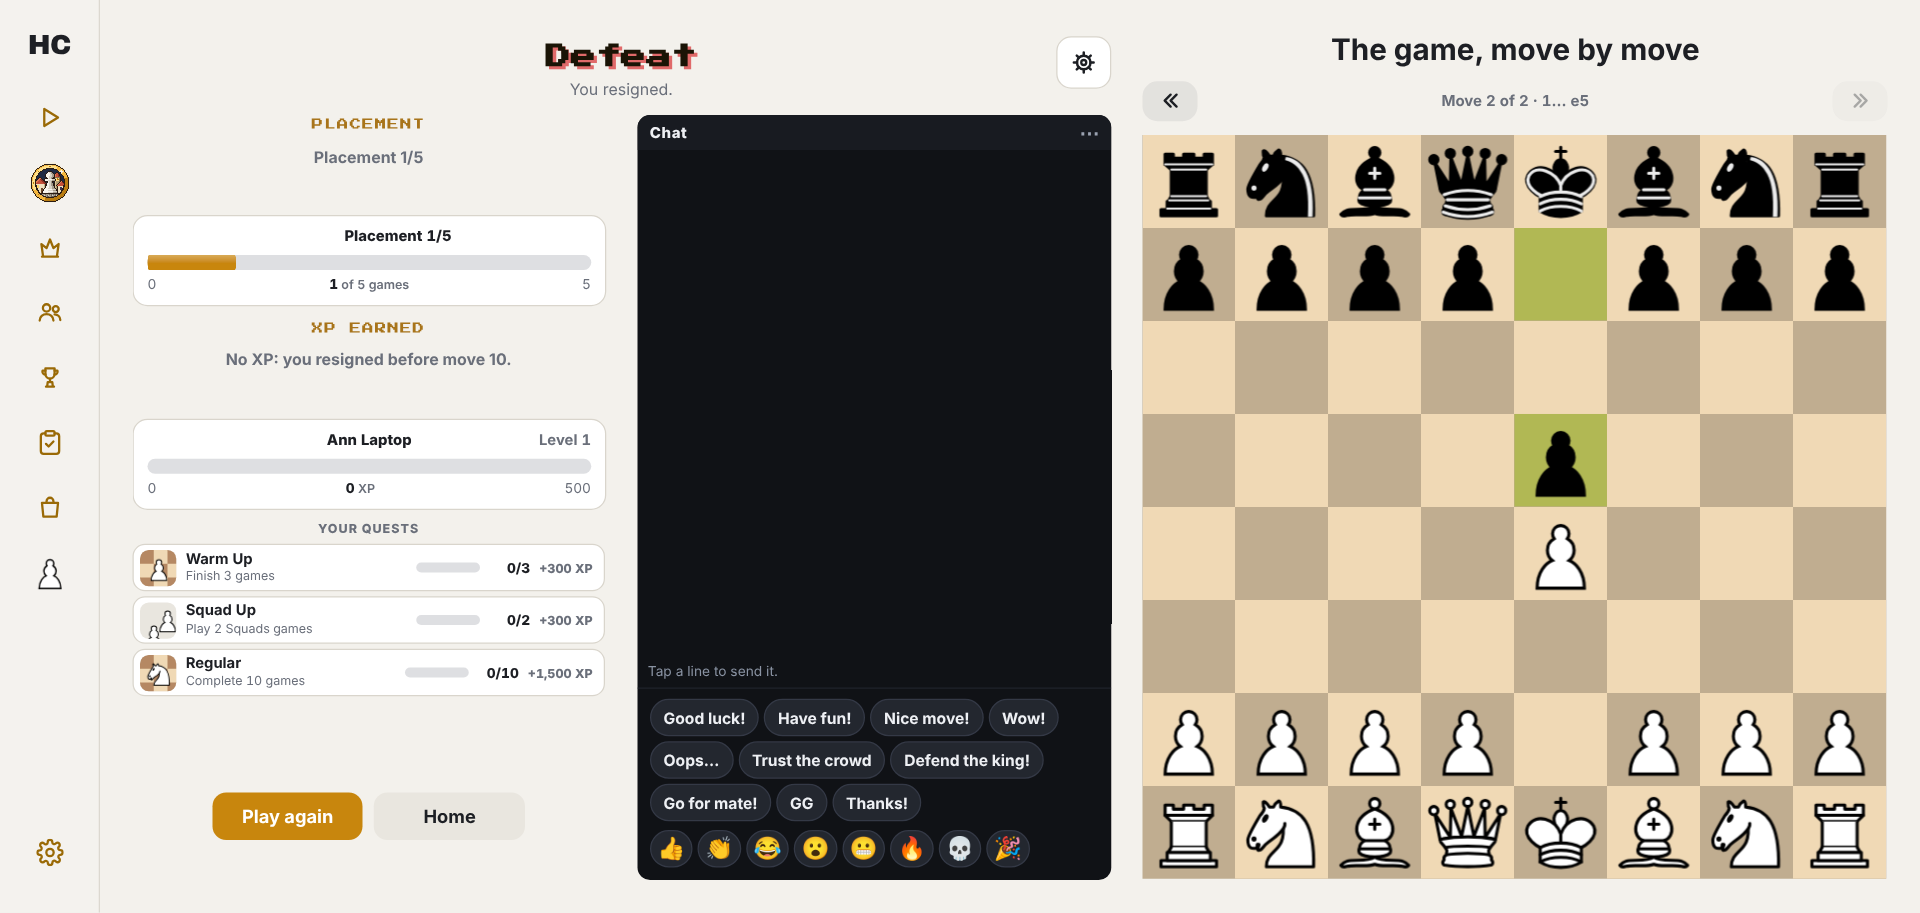 HC
Defeat
You resigned.
PLACEMENT
Placement 1/5
Placement 1/5
0
1 of 5 games
5
XP EARNED
No XP: you resigned before move 10.
Ann Laptop
Level 1
0
0 XP
500
YOUR QUESTS
Warm Up
Finish 3 games
0/3 +300 XP
Squad Up
Play 2 Squads games
0/2 +300 XP
Regular
Complete 10 games
0/10 +1,500 XP
Play again
Home
Chat
Tap a line to send it.
Good luck! Have fun! Nice move! Wow!
Oops... Trust the crowd Defend the king!
Go for mate! GG Thanks!
The game, move by move
Move 2 of 2 · 1... e5